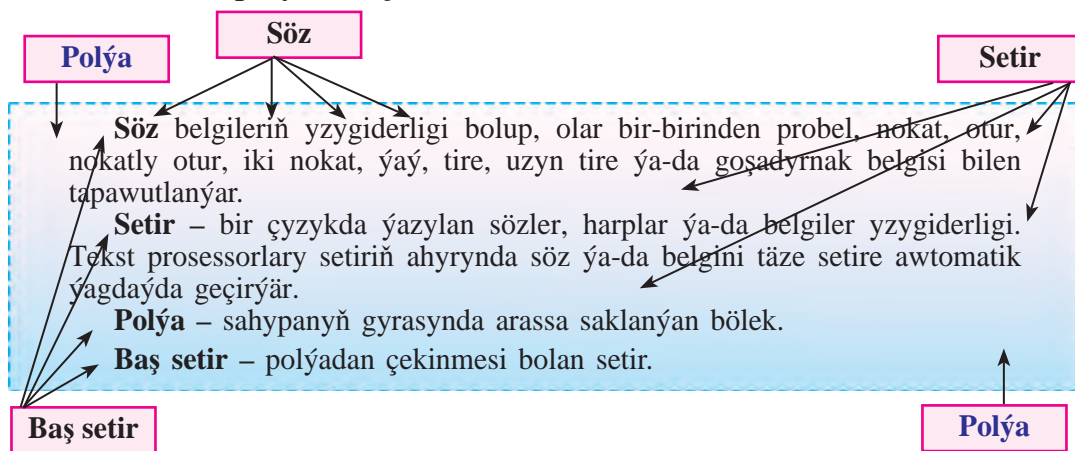 Söz
Polýa
Setir
Söz belgileriň yzygiderligi bolup, olar bir-birinden probel, nokat, otur,
nokatly otur, iki nokat, ýaý, tire, uzyn tire ýa-da goşadyrnak belgisi bilen
tapawutlanýar.
Setir – bir çyzykda ýazylan sözler, harplar ýa-da belgiler yzygiderligi.
Tekst prosessorlary setiriň ahyrynda söz ýa-da belgini täze setire awtomatik
ýagdaýda geçirýär.
Polýa – sahypanyň gyrasynda arassa saklanýan bölek.
Baş setir – polýadan çekinmesi bolan setir.
Baş setir
Polýa